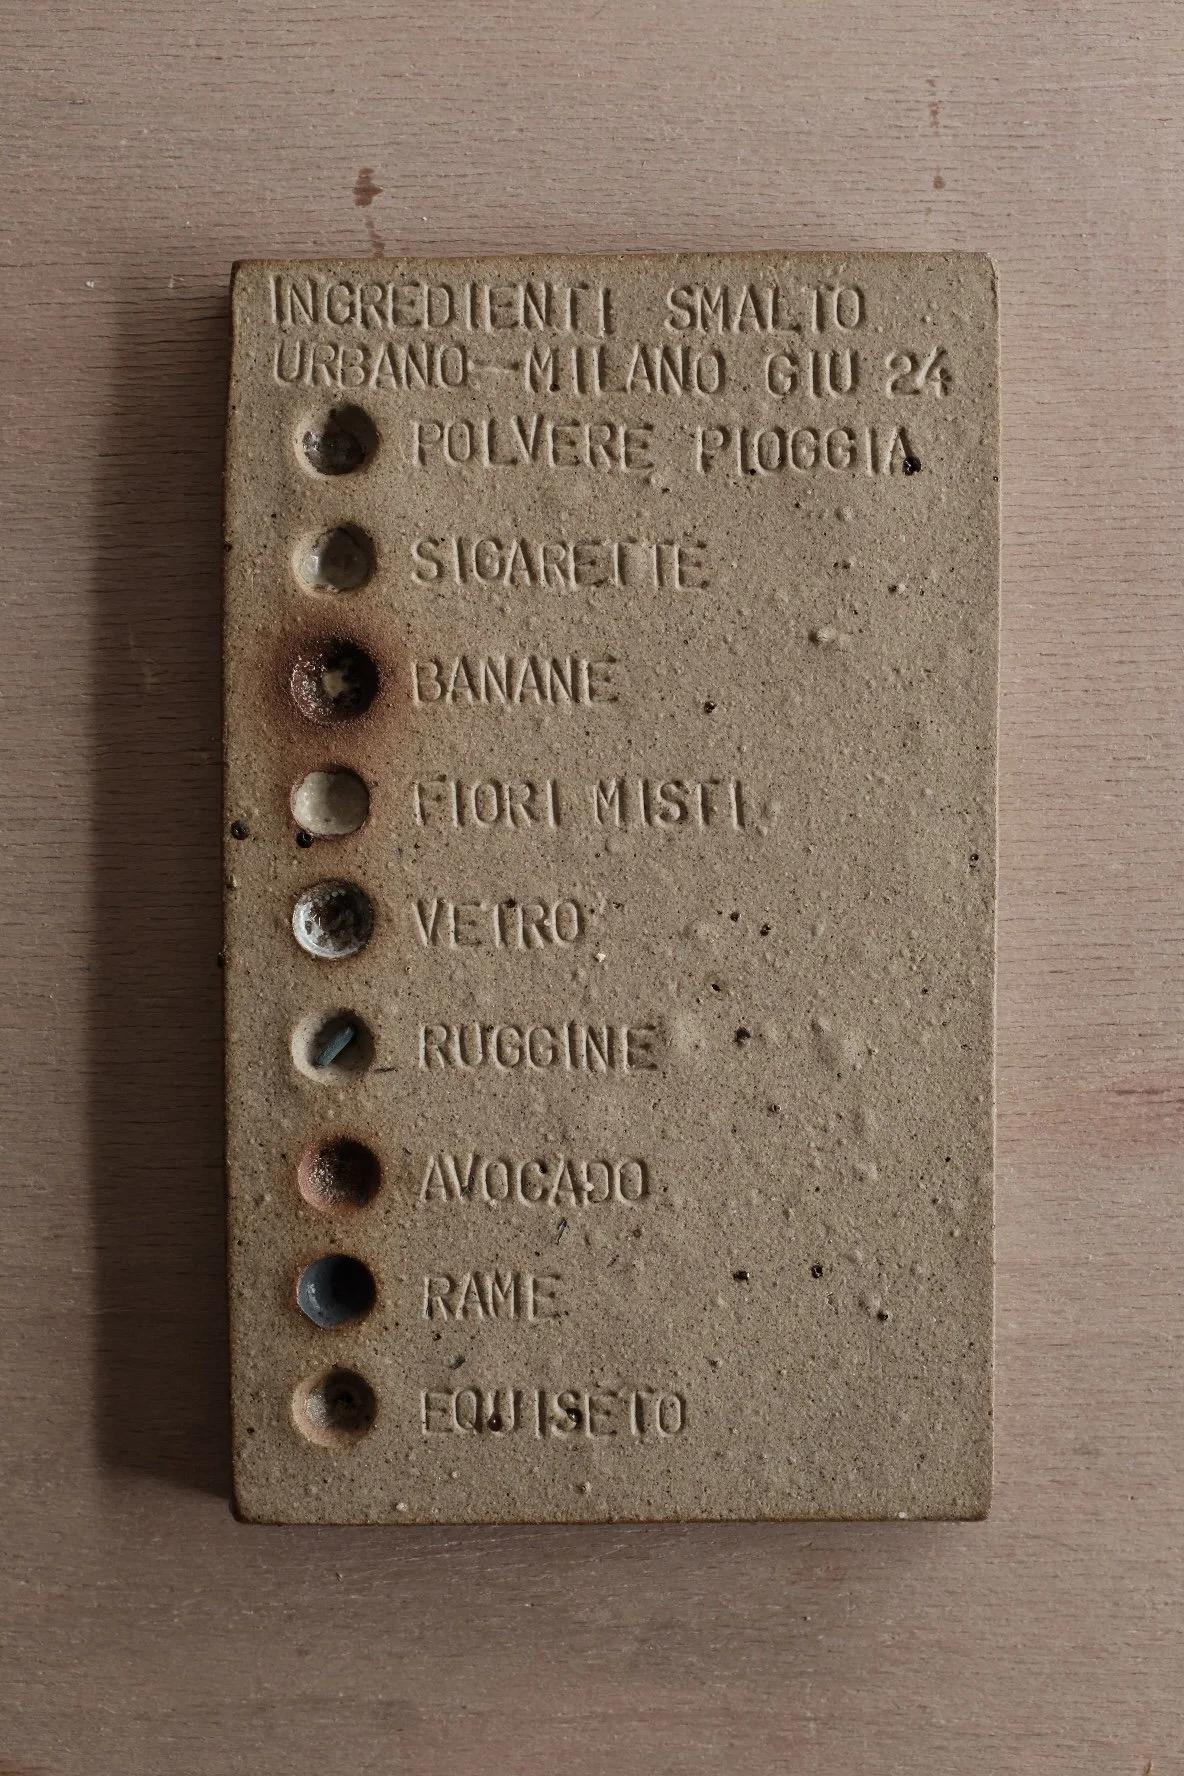 INGREDIENTI SMALTO
URBANO-MILANO GIU 24
POLVERE PIOGGIA
SIGARETTE
BANANE
FIORI MISTI
VETRO
RUGGINE
AVOCADO
RAME
EQUISETO